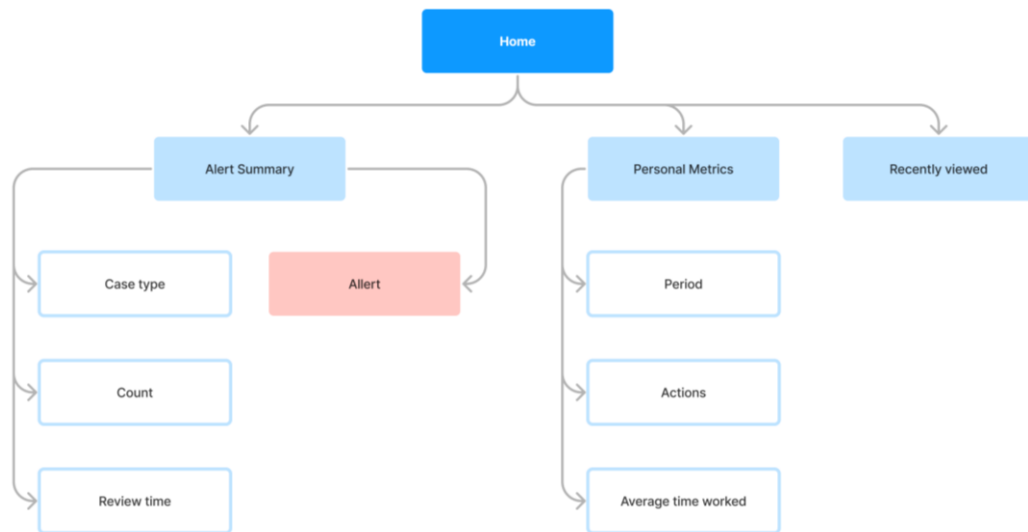 Home
Alert Summary
Personal Metrics
Recently viewed
Case type
Allert
Period
Count
Actions
Review time
Average time worked